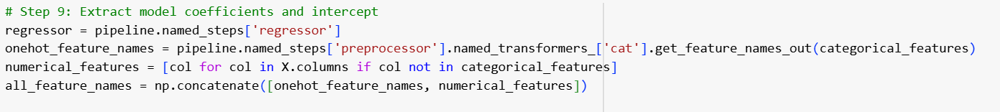 # Step 9: Extract model coefficients and intercept
regressor = pipeline.named_steps['regressor']
onehot_feature_names = pipeline.named_steps['preprocessor'].named_transformers_['cat'].get_feature_names_out(categorical_features)
numerical_features = [col for col in X.columns if col not in categorical_features]
all_feature_names = np.concatenate([onehot_feature_names, numerical_features])